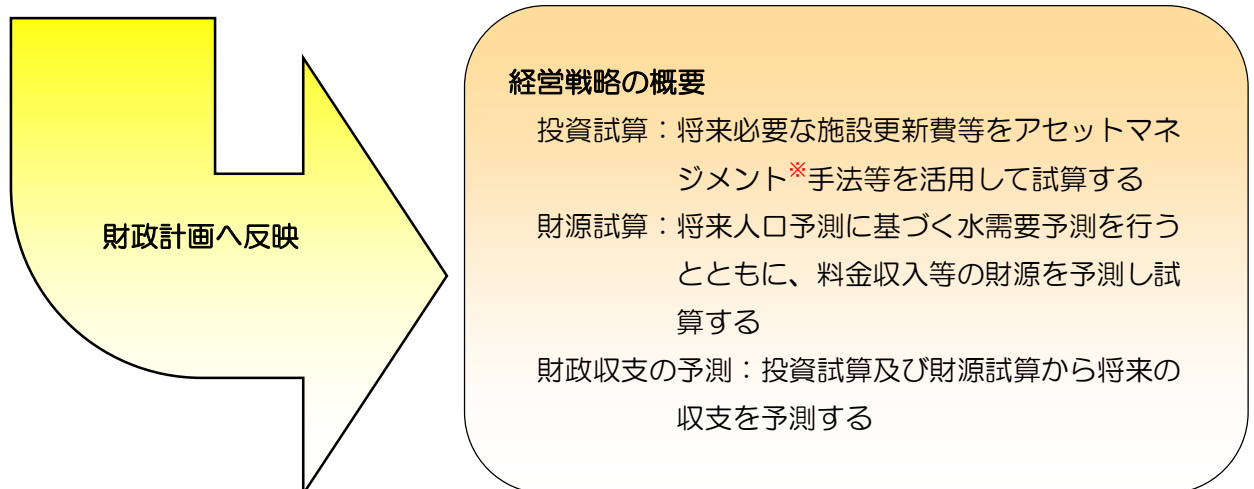 財政計画へ反映
経営戦略の概要
投資試算：将来必要な施設更新費等をアセットマネ
ジメント※手法等を活用して試算する
財源試算：将来人口予測に基づく水需要予測を行う
とともに、料金収入等の財源を予測し試
算する
財政収支の予測：投資試算及び財源試算から将来の
収支を予測する